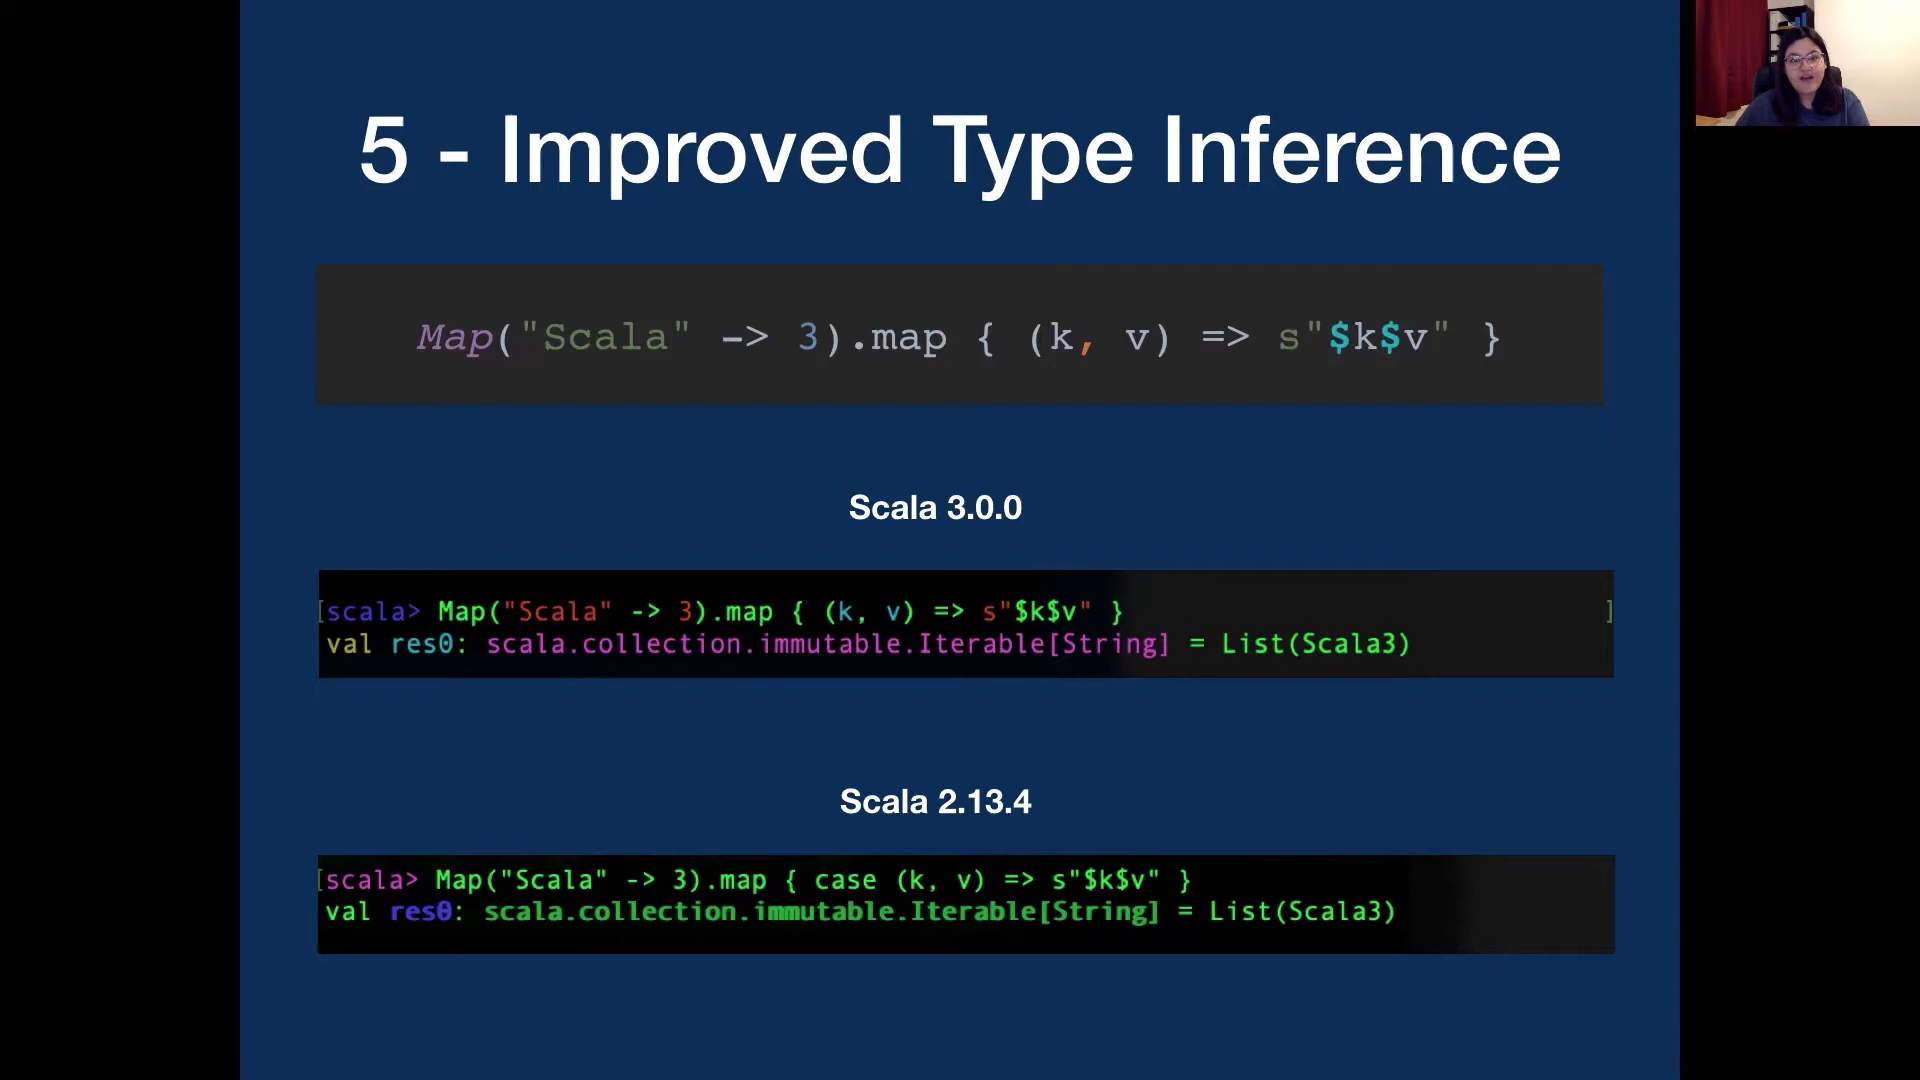 5 - Improved Type Inference
Map("Scala" -> 3).map { (k, v) => s"$k$v" }
Scala 3.0.0
[scala> Map("Scala" -> 3).map { (k, v) => s"$k$v" } ]
val res0: scala.collection.immutable.Iterable[String] = List(Scala3)
Scala 2.13.4
[scala> Map("Scala" -> 3).map { case (k, v) => s"$k$v" }
val res0: scala.collection.immutable.Iterable[String] = List(Scala3)